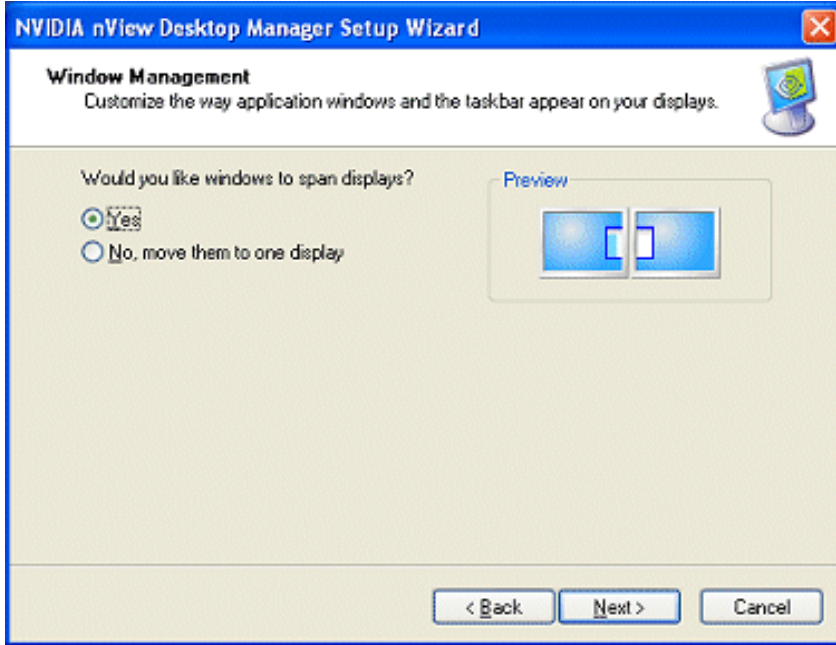 NVIDIA nView Desktop Manager Setup Wizard
Window Management
Customize the way application windows and the taskbar appear on your displays.
Would you like windows to span displays?
Preview
Yes
No, move them to one display
< Back
Next >
Cancel